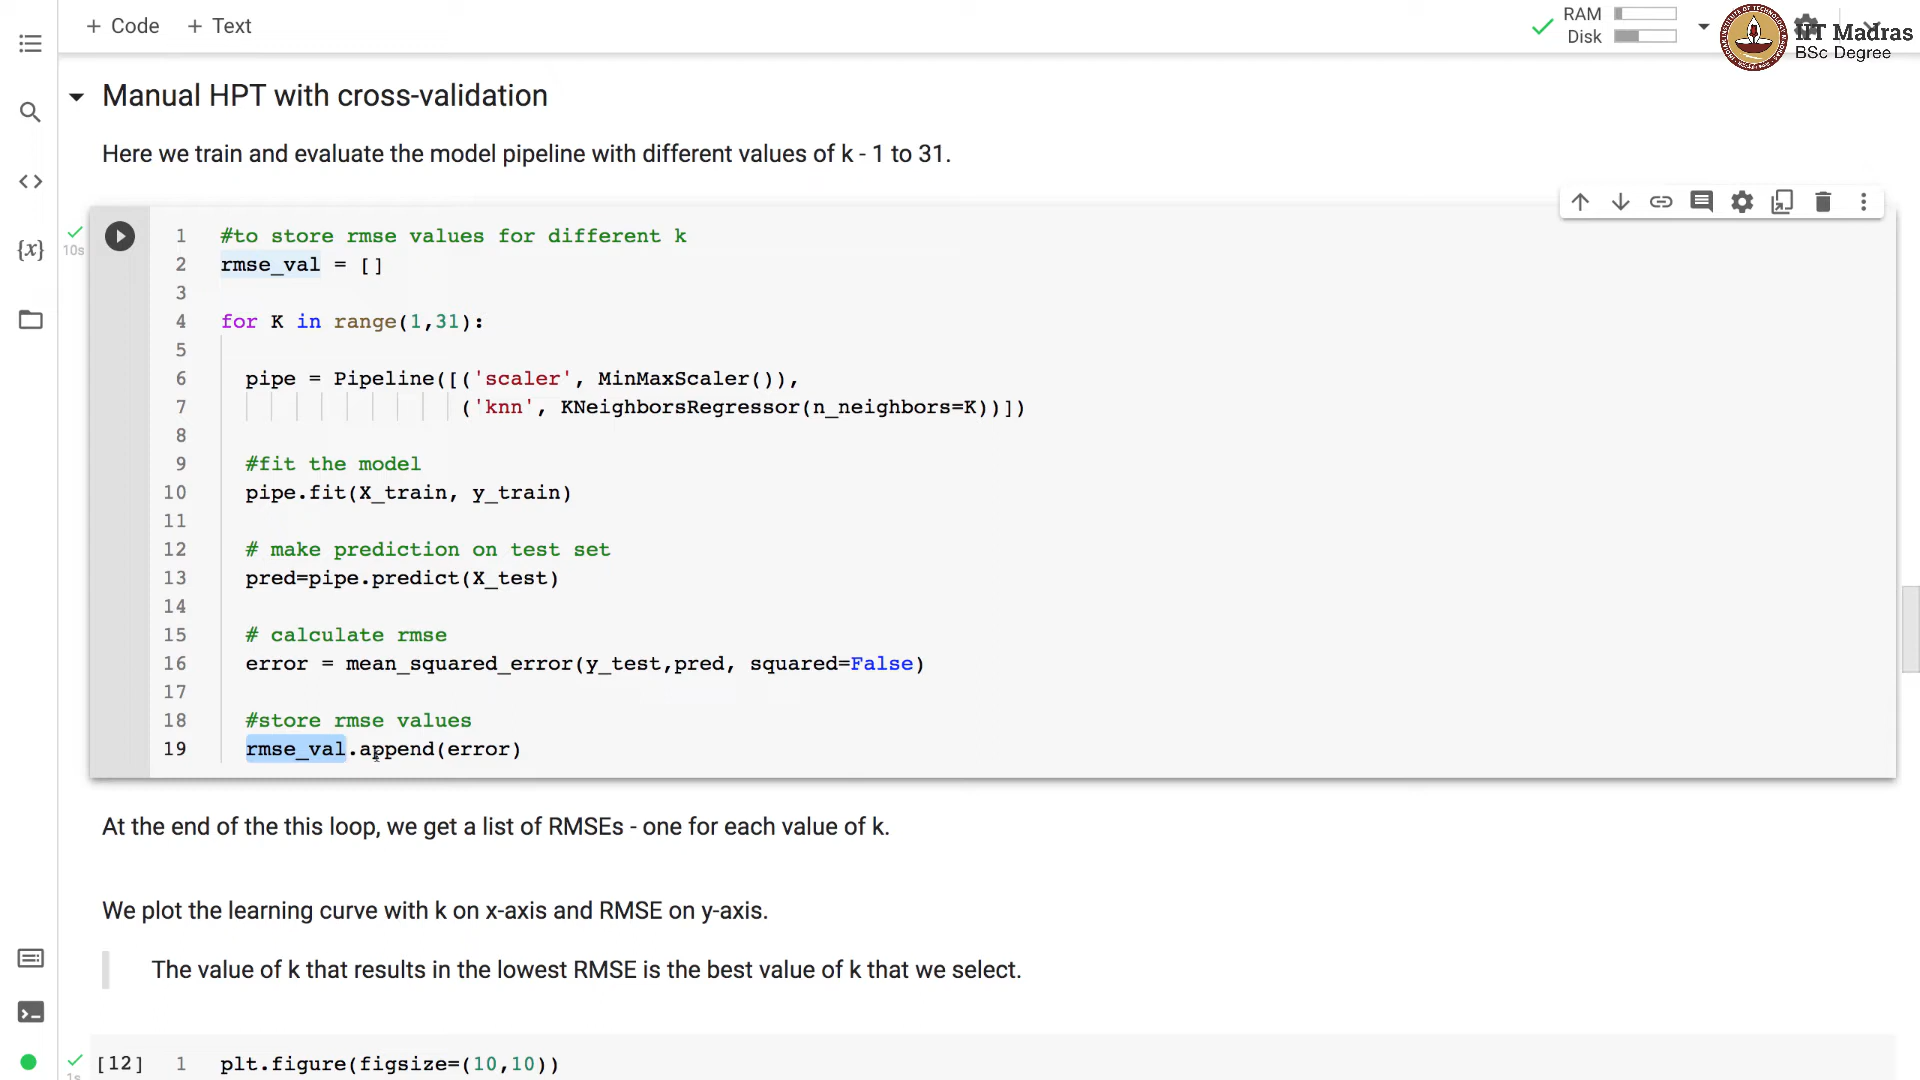 + Code + Text
RAM
Disk
IIT Madras
BSc Degree
Manual HPT with cross-validation
Here we train and evaluate the model pipeline with different values of k - 1 to 31.
10s
1 #to store rmse values for different k
2 rmse_val = []
3
4 for K in range(1,31):
5
6 pipe = Pipeline([('scaler', MinMaxScaler()),
7 ('knn', KNeighborsRegressor(n_neighbors=K))])
8
9 #fit the model
10 pipe.fit(X_train, y_train)
11
12 # make prediction on test set
13 pred=pipe.predict(X_test)
14
15 # calculate rmse
16 error = mean_squared_error(y_test,pred, squared=False)
17
18 #store rmse values
19 rmse_val.append(error)
At the end of the this loop, we get a list of RMSEs - one for each value of k.
We plot the learning curve with k on x-axis and RMSE on y-axis.
The value of k that results in the lowest RMSE is the best value of k that we select.
[12] 1 plt.figure(figsize=(10,10))
1s